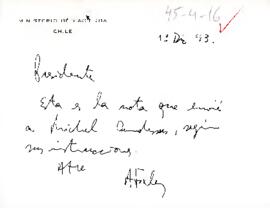 45-4-16
MINISTERIO DE HACIENDA
CHILE
1º Dic 93.
Presidente
Esta es la nota que envié
a Michel Camdessus, según
sus instrucciones.
Atte
A Foxley